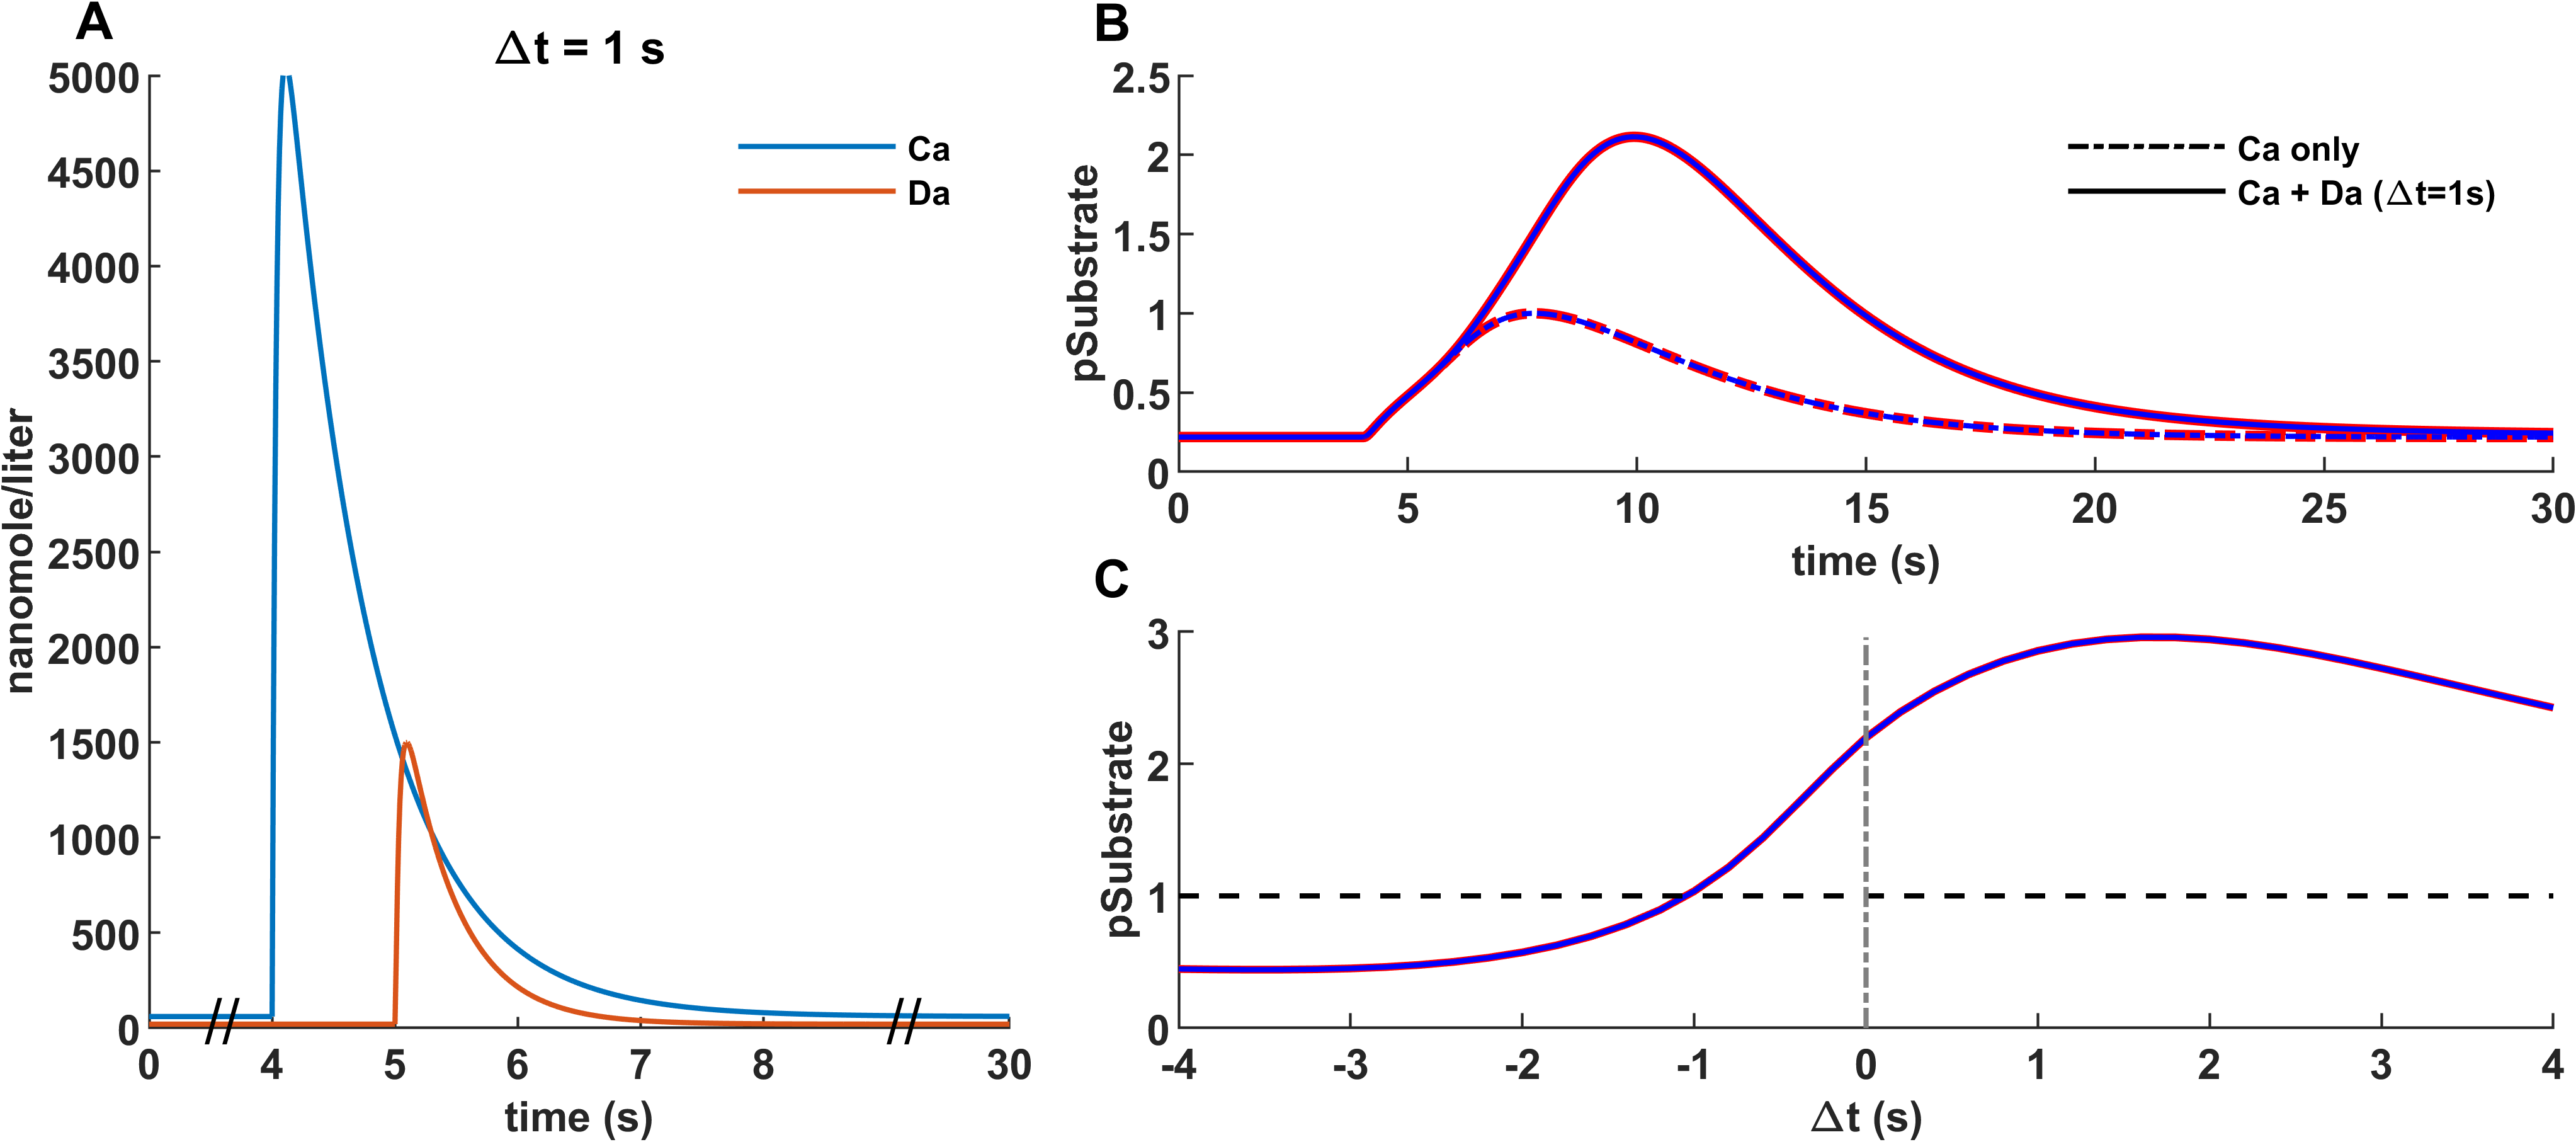 A
Δt = 1 s
5000
4500
4000
3500
3000
2500
2000
1500
1000
500
0
nanomole/liter
Ca
Da
0 4 5 6 7 8 30
time (s)
B
2.5
2
1.5
1
0.5
0
pSubstrate
Ca only
Ca + Da (Δt=1s)
0 5 10 15 20 25 30
time (s)
C
3
2
1
0
pSubstrate
-4 -3 -2 -1 0 1 2 3 4
Δt (s)